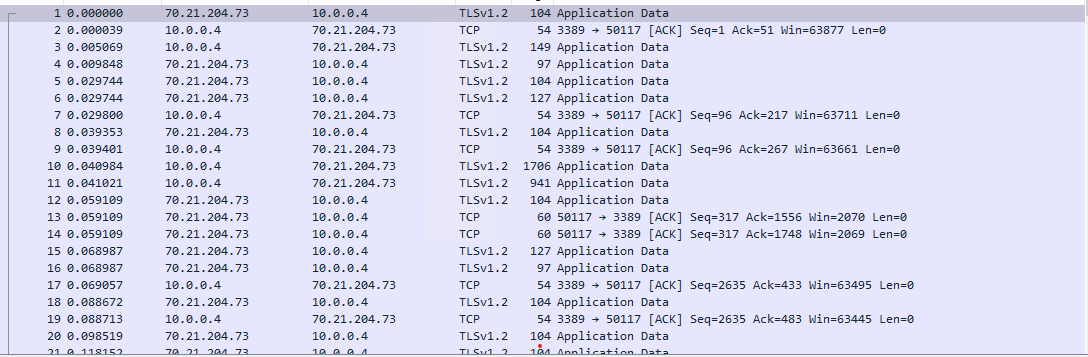 1 0.000000 70.21.204.73 10.0.0.4 TLSv1.2 104 Application Data
2 0.000039 10.0.0.4 70.21.204.73 TCP 54 3389 → 50117 [ACK] Seq=1 Ack=51 Win=63877 Len=0
3 0.005069 10.0.0.4 70.21.204.73 TLSv1.2 149 Application Data
4 0.009848 70.21.204.73 10.0.0.4 TLSv1.2 97 Application Data
5 0.029744 70.21.204.73 10.0.0.4 TLSv1.2 104 Application Data
6 0.029744 70.21.204.73 10.0.0.4 TLSv1.2 127 Application Data
7 0.029800 10.0.0.4 70.21.204.73 TCP 54 3389 → 50117 [ACK] Seq=96 Ack=217 Win=63711 Len=0
8 0.039353 70.21.204.73 10.0.0.4 TLSv1.2 104 Application Data
9 0.039401 10.0.0.4 70.21.204.73 TCP 54 3389 → 50117 [ACK] Seq=96 Ack=267 Win=63661 Len=0
10 0.040984 10.0.0.4 70.21.204.73 TLSv1.2 1706 Application Data
11 0.041021 10.0.0.4 70.21.204.73 TLSv1.2 941 Application Data
12 0.059109 70.21.204.73 10.0.0.4 TLSv1.2 104 Application Data
13 0.059109 70.21.204.73 10.0.0.4 TCP 60 50117 → 3389 [ACK] Seq=317 Ack=1556 Win=2070 Len=0
14 0.059109 70.21.204.73 10.0.0.4 TCP 60 50117 → 3389 [ACK] Seq=317 Ack=1748 Win=2069 Len=0
15 0.068987 70.21.204.73 10.0.0.4 TLSv1.2 127 Application Data
16 0.068987 70.21.204.73 10.0.0.4 TLSv1.2 97 Application Data
17 0.069057 10.0.0.4 70.21.204.73 TCP 54 3389 → 50117 [ACK] Seq=2635 Ack=433 Win=63495 Len=0
18 0.088672 70.21.204.73 10.0.0.4 TLSv1.2 104 Application Data
19 0.088713 10.0.0.4 70.21.204.73 TCP 54 3389 → 50117 [ACK] Seq=2635 Ack=483 Win=63445 Len=0
20 0.098519 70.21.204.73 10.0.0.4 TLSv1.2 104 Application Data
21 0.118152 70.21.204.73 10.0.0.4 TLSv1.2 104 Application Data